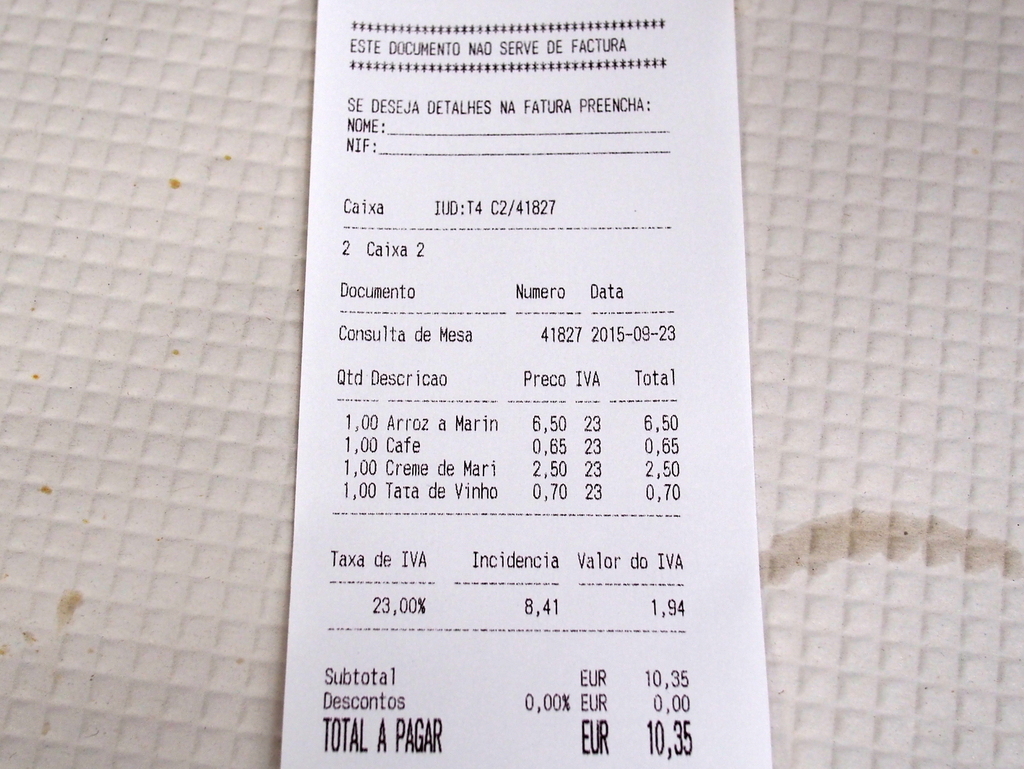 ****************************************
ESTE DOCUMENTO NAO SERVE DE FACTURA
****************************************
SE DESEJA DETALHES NA FATURA PREENCHA:
NOME:
NIF:
Caixa IUD:T4 C2/41827
2 Caixa 2
Documento Numero Data
Consulta de Mesa 41827 2015-09-23
Qtd Descricao Preco IVA Total
1,00 Arroz a Marin 6,50 23 6,50
1,00 Cafe 0,65 23 0,65
1,00 Creme de Mari 2,50 23 2,50
1,00 Tata de Vinho 0,70 23 0,70
Taxa de IVA Incidencia Valor do IVA
23,00% 8,41 1,94
Subtotal EUR 10,35
Descontos 0,00% EUR 0,00
TOTAL A PAGAR EUR 10,35